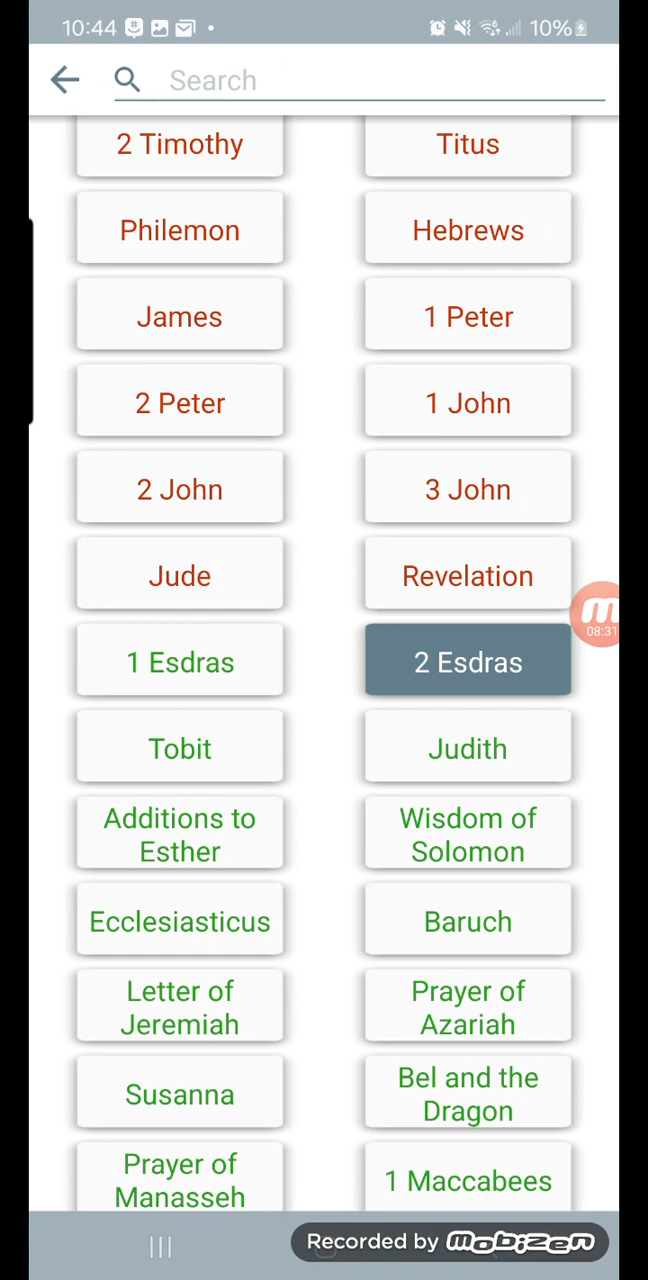 10:44
10%
Search
2 Timothy
Titus
Philemon
Hebrews
James
1 Peter
2 Peter
1 John
2 John
3 John
Jude
Revelation
08:31
1 Esdras
2 Esdras
Tobit
Judith
Additions to
Esther
Wisdom of
Solomon
Ecclesiasticus
Baruch
Letter of
Jeremiah
Prayer of
Azariah
Susanna
Bel and the
Dragon
Prayer of
Manasseh
1 Maccabees
Recorded by mobizen